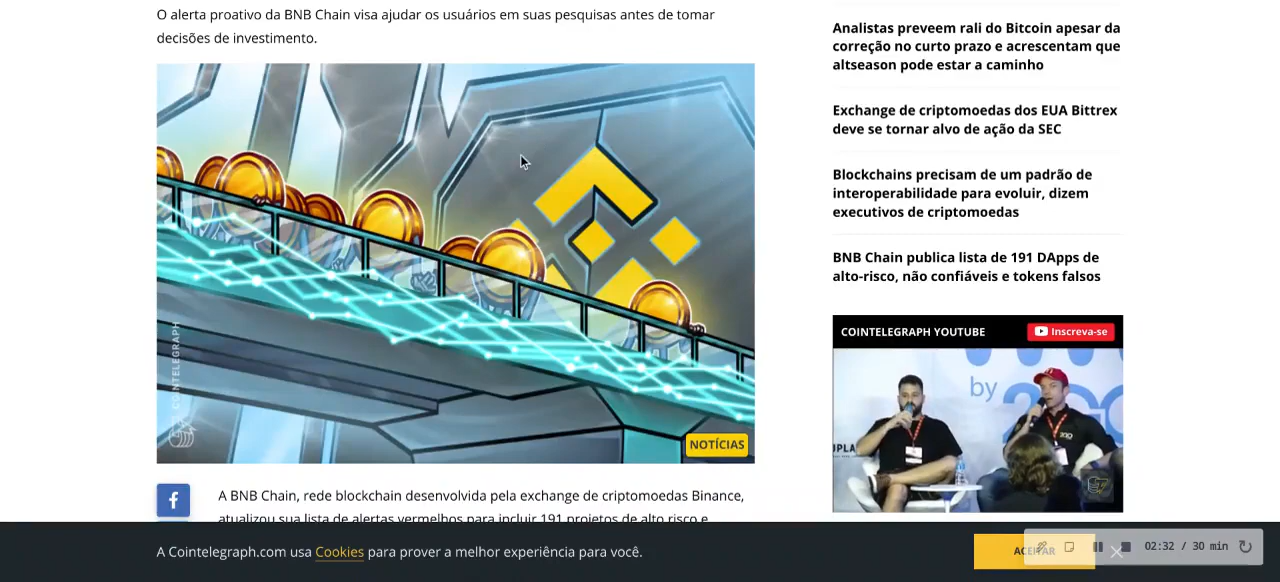 O alerta proativo da BNB Chain visa ajudar os usuários em suas pesquisas antes de tomar
decisões de investimento.
COINTELEGRAPH
NOTÍCIAS
A BNB Chain, rede blockchain desenvolvida pela exchange de criptomoedas Binance,
atualizou sua lista de alertas vermelhos para incluir 191 projetos de alto risco e
Analistas preveem rali do Bitcoin apesar da
correção no curto prazo e acrescentam que
altseason pode estar a caminho
Exchange de criptomoedas dos EUA Bittrex
deve se tornar alvo de ação da SEC
Blockchains precisam de um padrão de
interoperabilidade para evoluir, dizem
executivos de criptomoedas
BNB Chain publica lista de 191 DApps de
alto-risco, não confiáveis e tokens falsos
COINTELEGRAPH YOUTUBE
Inscreva-se
by
A Cointelegraph.com usa Cookies para prover a melhor experiência para você.
ACEITAR
02:32 / 30 min